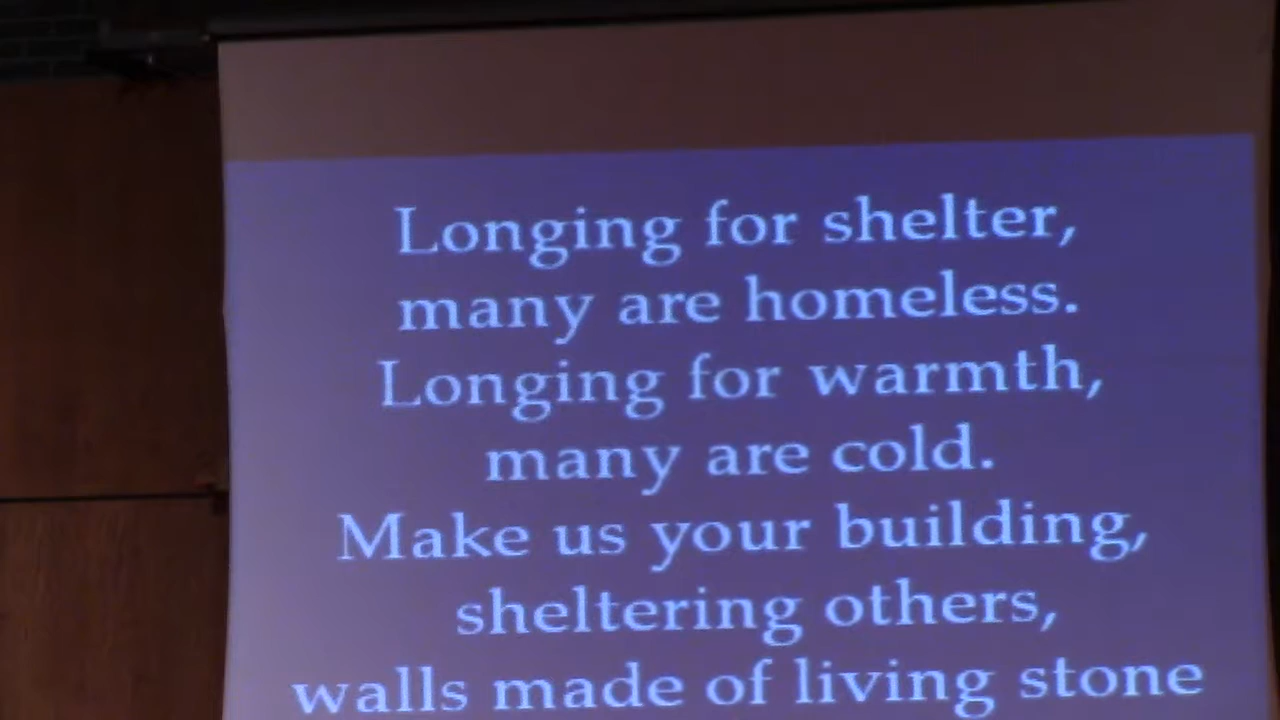 Longing for shelter,
many are homeless.
Longing for warmth,
many are cold.
Make us your building,
sheltering others,
walls made of living stone